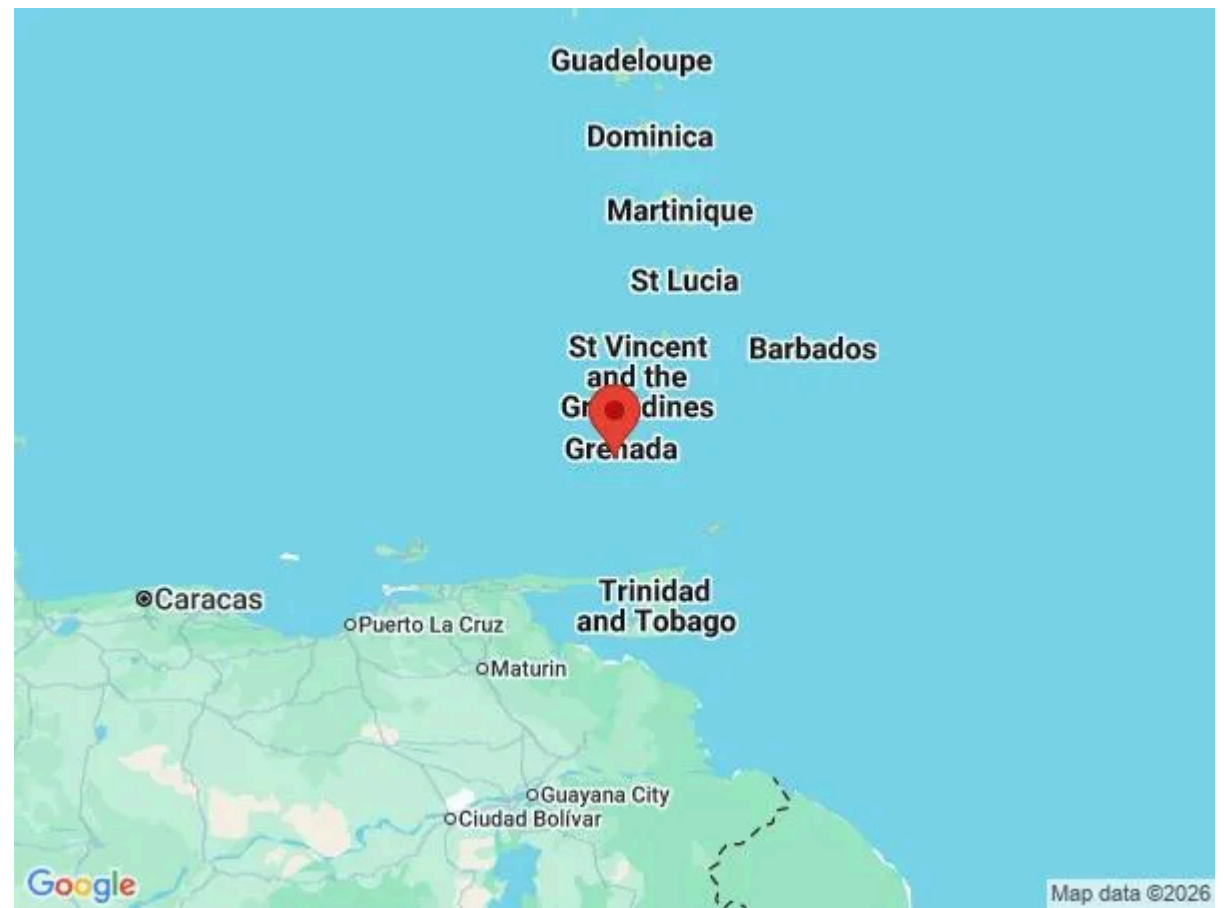 Guadeloupe
Dominica
Martinique
St Lucia
St Vincent
and the
Barbados
Grenada
Caracas
Trinidad
and Tobago
Puerto La Cruz
Maturin
Guayana City
Ciudad Bolívar
Google
Map data ©2026